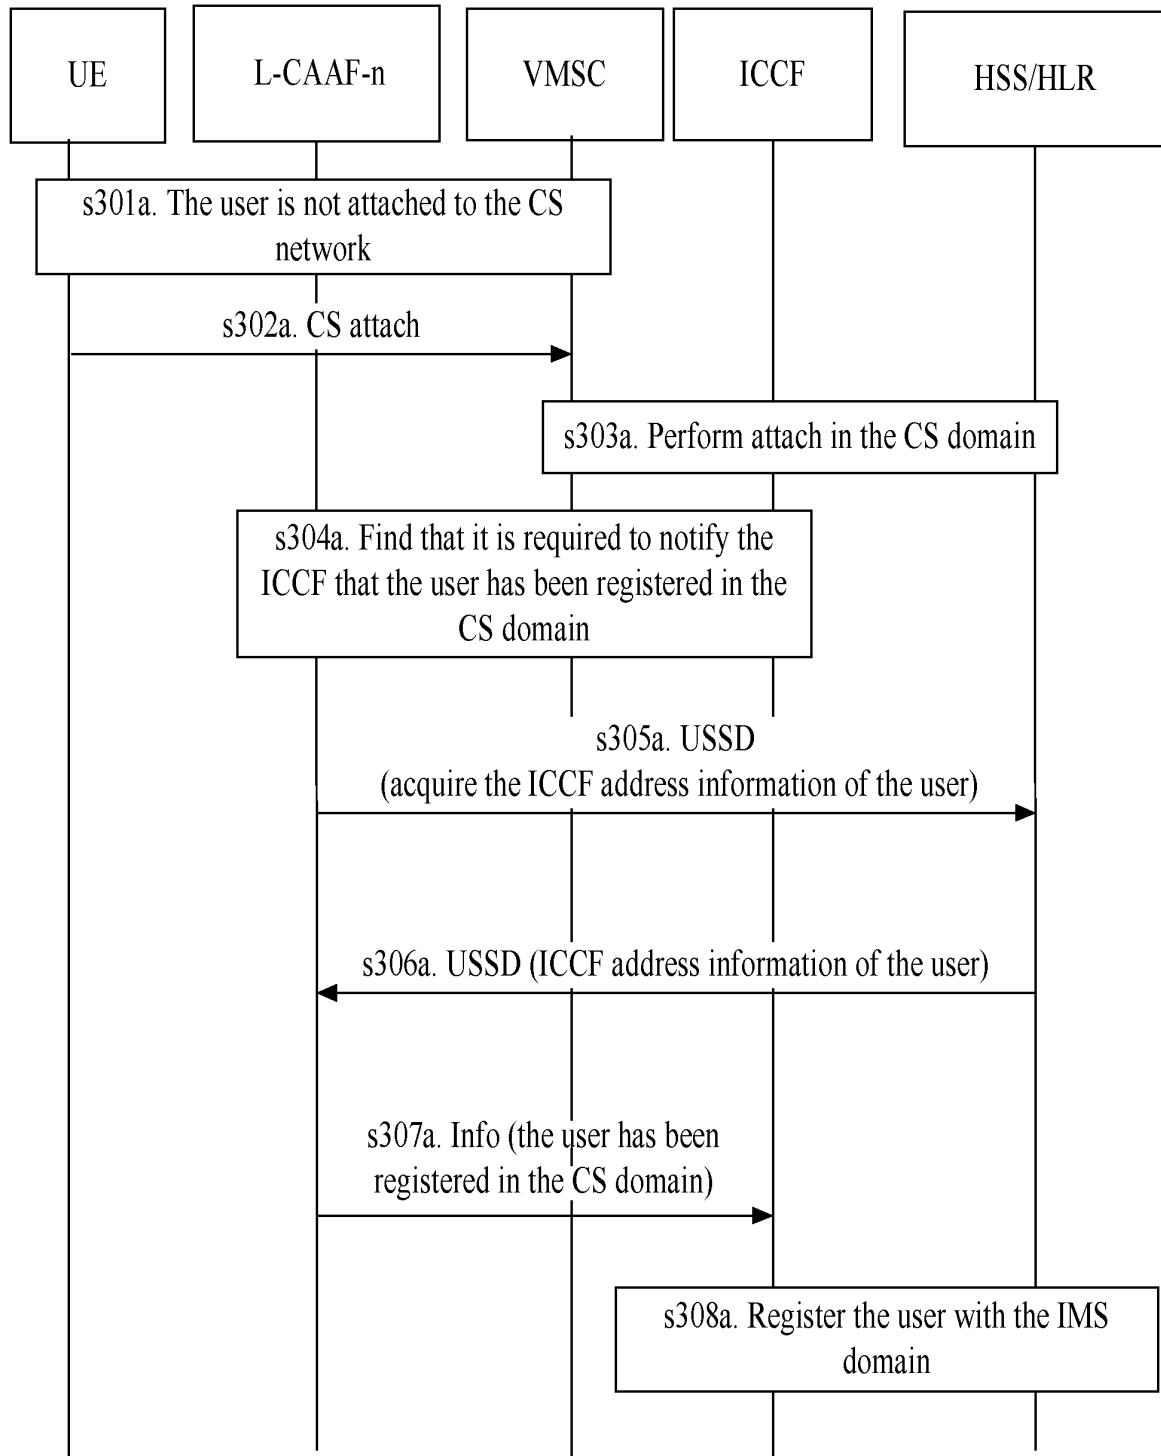 UE
L-CAAF-n
VMSC
ICCF
HSS/HLR
s301a. The user is not attached to the CS
network
s302a. CS attach
s303a. Perform attach in the CS domain
s304a. Find that it is required to notify the
ICCF that the user has been registered in the
CS domain
s305a. USSD
(acquire the ICCF address information of the user)
s306a. USSD (ICCF address information of the user)
s307a. Info (the user has been
registered in the CS domain)
s308a. Register the user with the IMS
domain